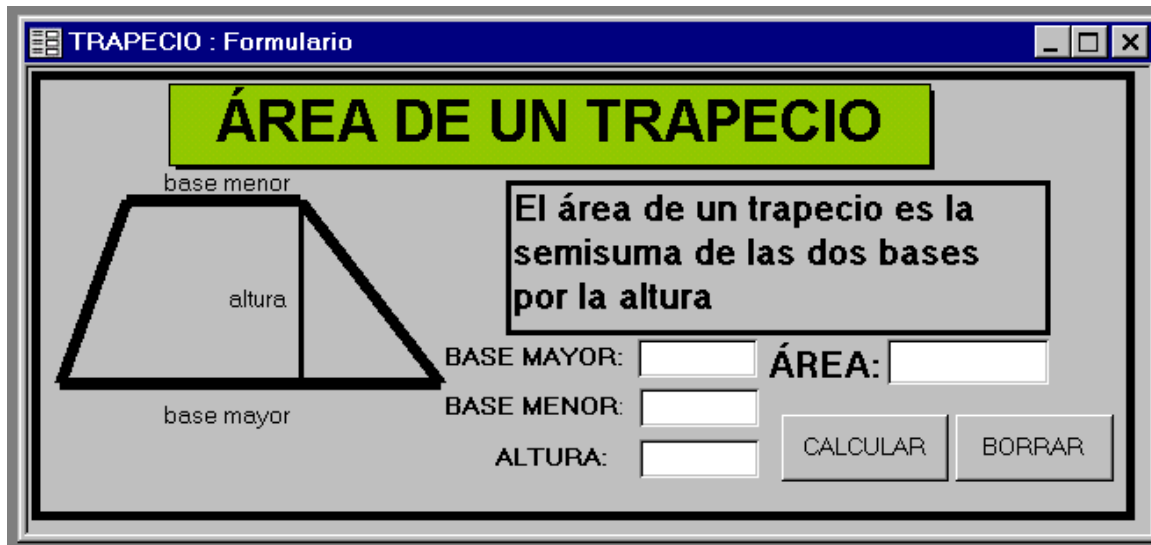 TRAPECIO : Formulario
ÁREA DE UN TRAPECIO
base menor
El área de un trapecio es la
semisuma de las dos bases
por la altura
altura
BASE MAYOR:
ÁREA:
base mayor
BASE MENOR:
ALTURA:
CALCULAR
BORRAR